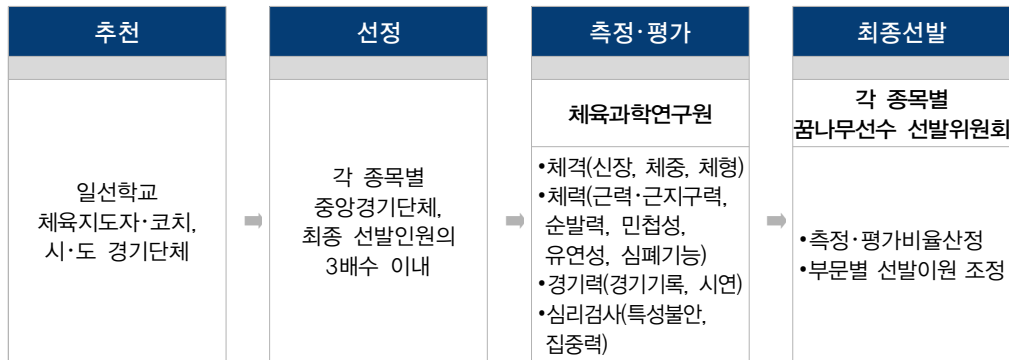 추천
일선학교
체육지도자·코치,
시·도 경기단체
선정
각 종목별
중앙경기단체,
최종 선발인원의
3배수 이내
측정·평가
체육과학연구원
•체격(신장, 체중, 체형)
•체력(근력·근지구력,
순발력, 민첩성,
유연성, 심폐기능)
•경기력(경기기록, 시연)
•심리검사(특성불안,
집중력)
최종선발
각 종목별
꿈나무선수 선발위원회
•측정·평가비율산정
•부문별 선발이원 조정